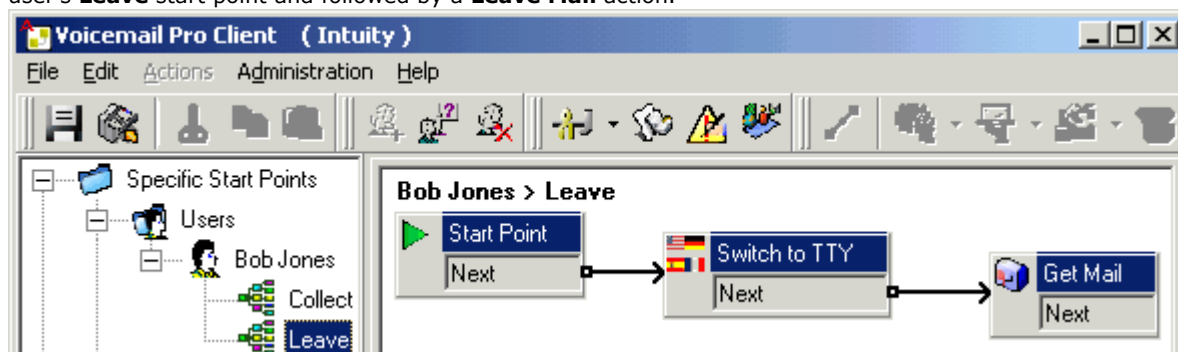 user's Leave start point and followed by a Leave Mail action.
Voicemail Pro Client ( Intuity )
File Edit Actions Administration Help
Specific Start Points
Users
Bob Jones
Collect
Leave
Bob Jones > Leave
Start Point
Next
Switch to TTY
Next
Get Mail
Next